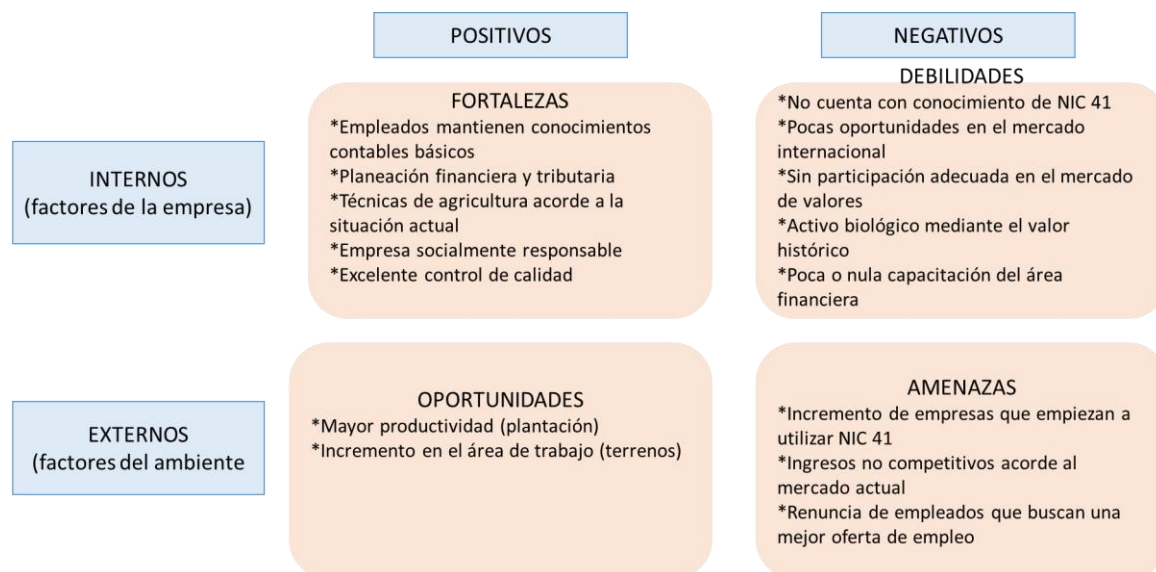 POSITIVOS
NEGATIVOS
INTERNOS
(factores de la empresa)
FORTALEZAS
*Empleados mantienen conocimientos
contables básicos
*Planeación financiera y tributaria
*Técnicas de agricultura acorde a la
situación actual
*Empresa socialmente responsable
*Excelente control de calidad
DEBILIDADES
*No cuenta con conocimiento de NIC 41
*Pocas oportunidades en el mercado
internacional
*Sin participación adecuada en el mercado
de valores
*Activo biológico mediante el valor
histórico
*Poca o nula capacitación del área
financiera
EXTERNOS
(factores del ambiente
OPORTUNIDADES
*Mayor productividad (plantación)
*Incremento en el área de trabajo (terrenos)
AMENAZAS
*Incremento de empresas que empiezan a
utilizar NIC 41
*Ingresos no competitivos acorde al
mercado actual
*Renuncia de empleados que buscan una
mejor oferta de empleo